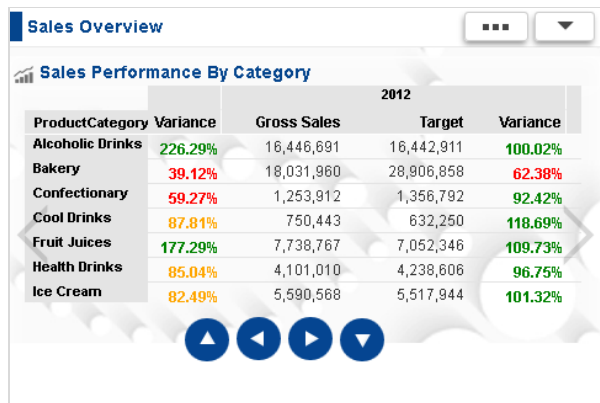 Sales Overview
Sales Performance By Category
2012
ProductCategory Variance Gross Sales Target Variance
Alcoholic Drinks 226.29% 16,446,691 16,442,911 100.02%
Bakery 39.12% 18,031,960 28,906,858 62.38%
Confectionary 59.27% 1,253,912 1,356,792 92.42%
Cool Drinks 87.81% 750,443 632,250 118.69%
Fruit Juices 177.29% 7,738,767 7,052,346 109.73%
Health Drinks 85.04% 4,101,010 4,238,606 96.75%
Ice Cream 82.49% 5,590,568 5,517,944 101.32%